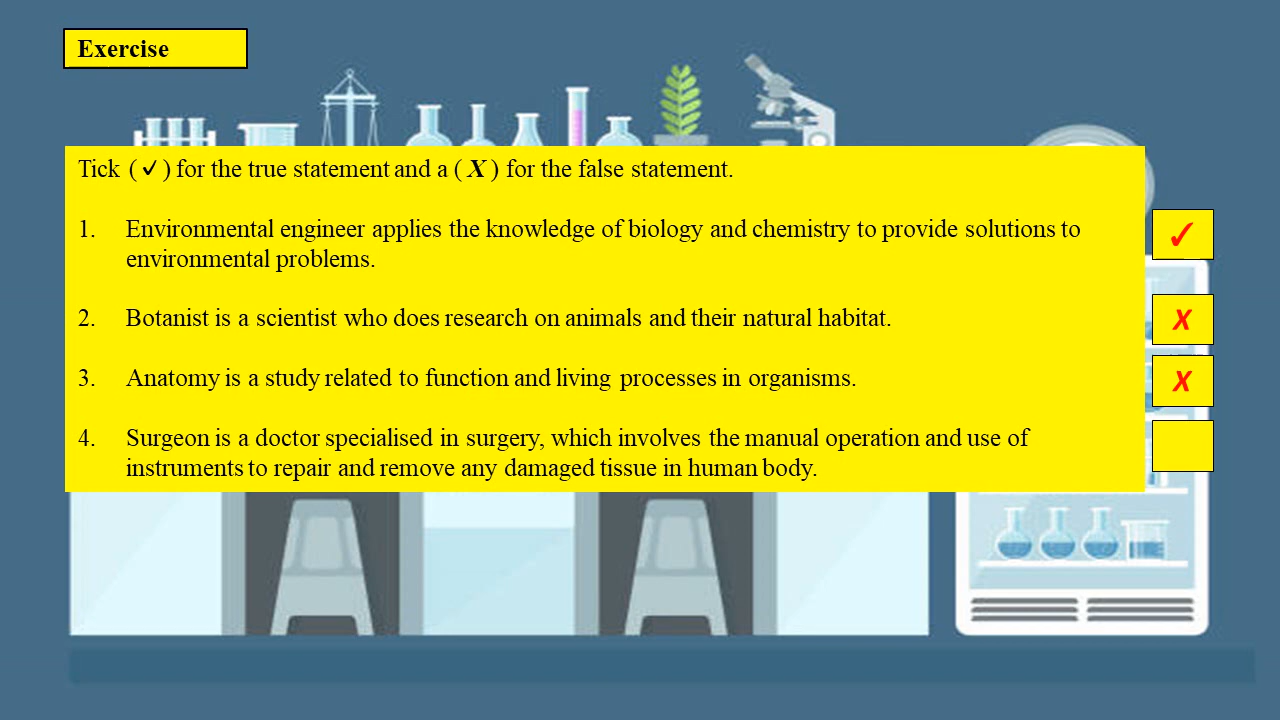 Exercise
Tick ( ✓ ) for the true statement and a ( X ) for the false statement.
1. Environmental engineer applies the knowledge of biology and chemistry to provide solutions to
environmental problems.
✓
2. Botanist is a scientist who does research on animals and their natural habitat.
X
3. Anatomy is a study related to function and living processes in organisms.
X
4. Surgeon is a doctor specialised in surgery, which involves the manual operation and use of
instruments to repair and remove any damaged tissue in human body.